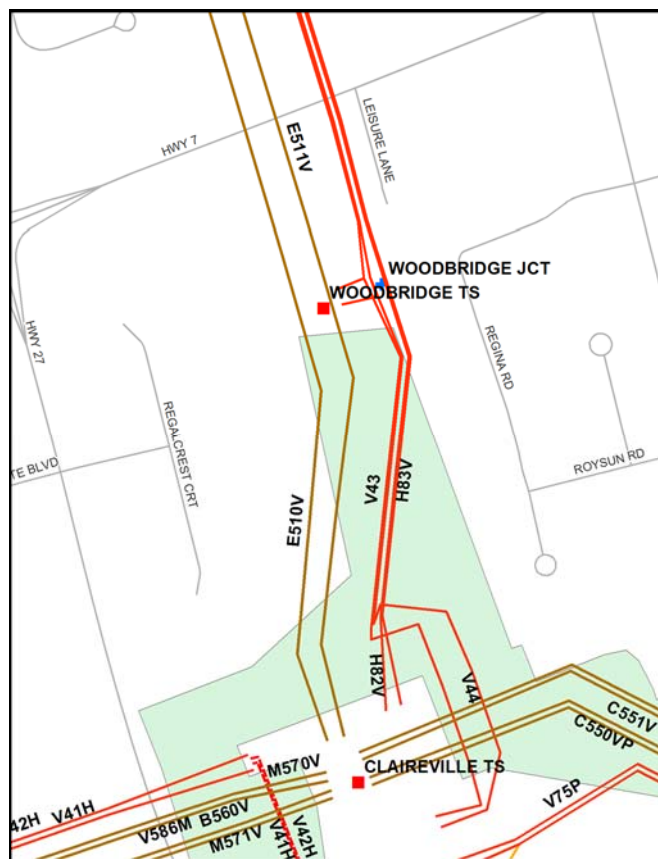 E511V
LEISURE LANE
HWY 7
WOODBRIDGE JCT
WOODBRIDGE TS
HWY 27
REGINA RD
REGALCREST CRT
TE BLVD
ROYSUN RD
V43
H83V
E510V
H82V
V44
C551V
C550VP
M570V
CLAIREVILLE TS
V75P
42H V41H
V586M B560V
M571V
V41H
V42H